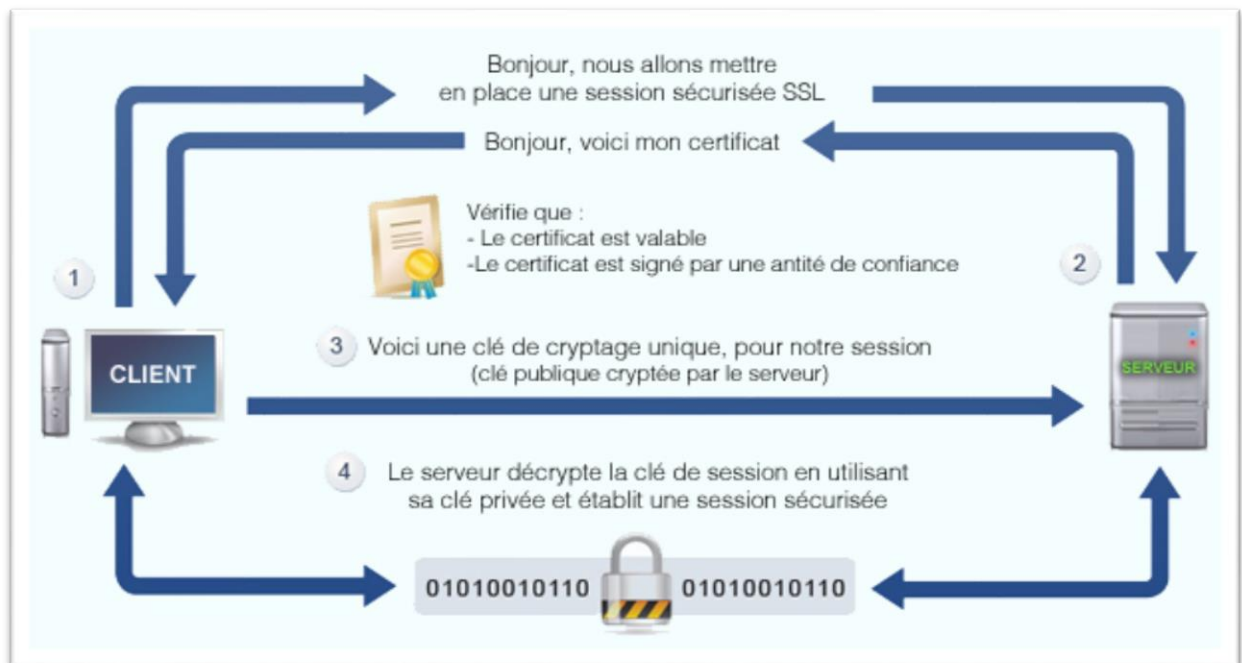 Bonjour, nous allons mettre
en place une session sécurisée SSL
Bonjour, voici mon certificat
Vérifie que :
- Le certificat est valable
-Le certificat est signé par une antité de confiance
1
2
CLIENT
SERVEUR
3 Voici une clé de cryptage unique, pour notre session
(clé publique cryptée par le serveur)
4 Le serveur décrypte la clé de session en utilisant
sa clé privée et établit une session sécurisée
01010010110 01010010110